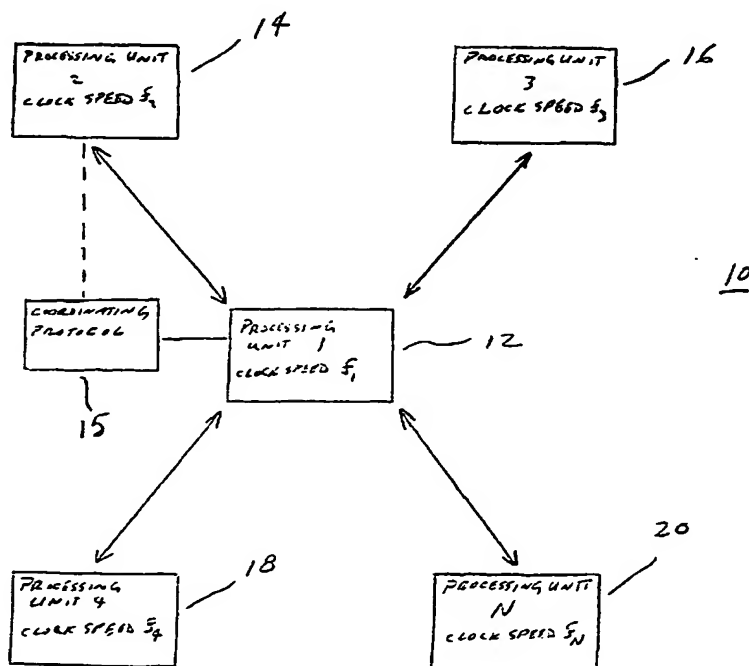 14
PROCESSING UNIT
2
CLOCK SPEED f₂
PROCESSING UNIT
3
CLOCK SPEED f₃
16
10
COORDINATING
PROTOCOL
15
PROCESSING
UNIT 1
CLOCK SPEED f₁
12
PROCESSING
UNIT 4
CLOCK SPEED f₄
18
PROCESSING UNIT
N
CLOCK SPEED f_N
20